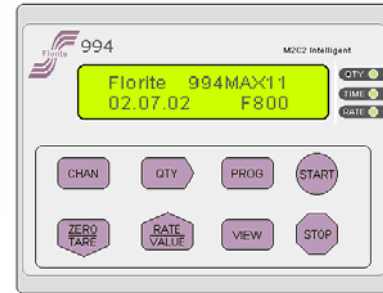 Florite
994
M2C2 Intelligent
Florite 994MAX11
02.07.02 F800
QTY
TIME
RATE
CHAN
QTY
PROG
START
ZERO
TARE
RATE
VALUE
VIEW
STOP